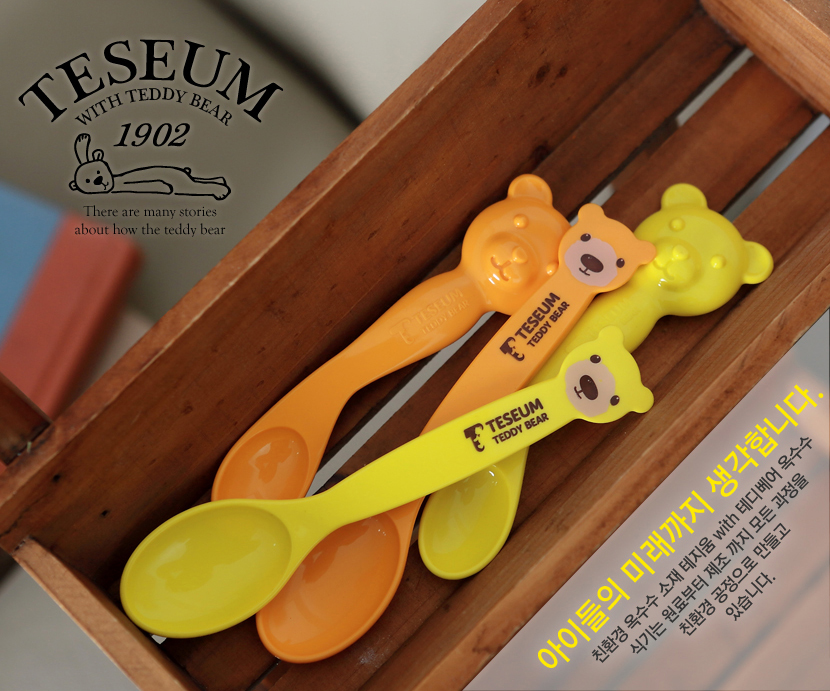 TESEUM
WITH TEDDY BEAR
1902
There are many stories
about how the teddy bear
TESEUM
TESEUM
TEDDY BEAR
TESEUM
TEDDY BEAR
아이들의 미래까지 생각합니다.
친환경 옥수수 소재 테지움 with 테디베어 옥수수
식기는 원료부터 제조 까지 모든 과정을
친환경 공정으로 만들고
있습니다.